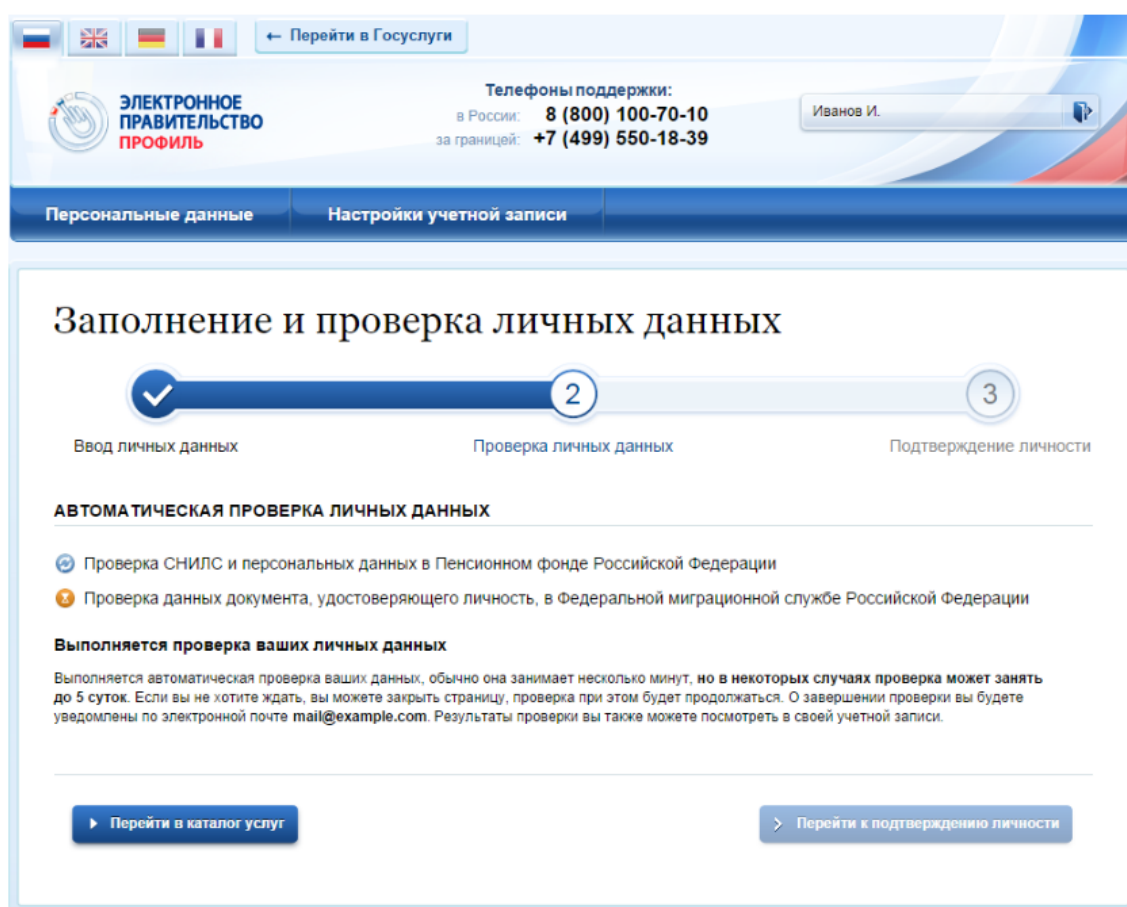 ← Перейти в Госуслуги
ЭЛЕКТРОННОЕ
ПРАВИТЕЛЬСТВО
ПРОФИЛЬ
Телефоны поддержки:
в России: 8 (800) 100-70-10
за границей: +7 (499) 550-18-39
Иванов И.
Персональные данные Настройки учетной записи
Заполнение и проверка личных данных
2 3
Ввод личных данных Проверка личных данных Подтверждение личности
АВТОМАТИЧЕСКАЯ ПРОВЕРКА ЛИЧНЫХ ДАННЫХ
Проверка СНИЛС и персональных данных в Пенсионном фонде Российской Федерации
Проверка данных документа, удостоверяющего личность, в Федеральной миграционной службе Российской Федерации
Выполняется проверка ваших личных данных
Выполняется автоматическая проверка ваших данных, обычно она занимает несколько минут, но в некоторых случаях проверка может занять
до 5 суток. Если вы не хотите ждать, вы можете закрыть страницу, проверка при этом будет продолжаться. О завершении проверки вы будете
уведомлены по электронной почте mail@example.com. Результаты проверки вы также можете посмотреть в своей учетной записи.
Перейти в каталог услуг
Перейти к подтверждению личности